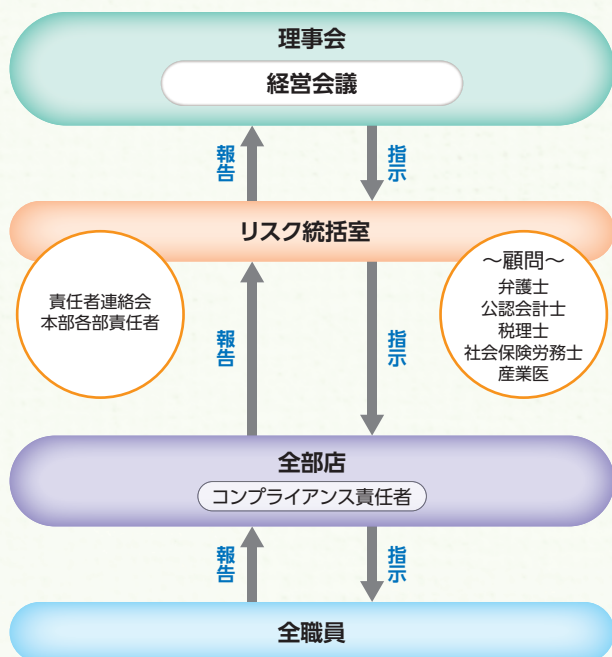 理事会
経営会議
報告
指示
リスク統括室
責任者連絡会
本部各部責任者
～顧問～
弁護士
公認会計士
税理士
社会保険労務士
産業医
報告
指示
全部店
コンプライアンス責任者
報告
指示
全職員